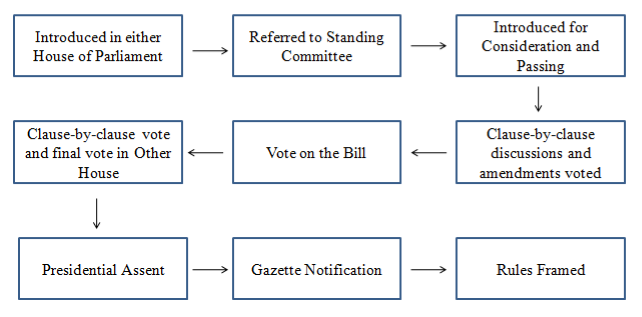 Introduced in either
House of Parliament
Referred to Standing
Committee
Introduced for
Consideration and
Passing
Clause-by-clause
discussions and
amendments voted
Vote on the Bill
Clause-by-clause vote
and final vote in Other
House
Presidential Assent
Gazette Notification
Rules Framed